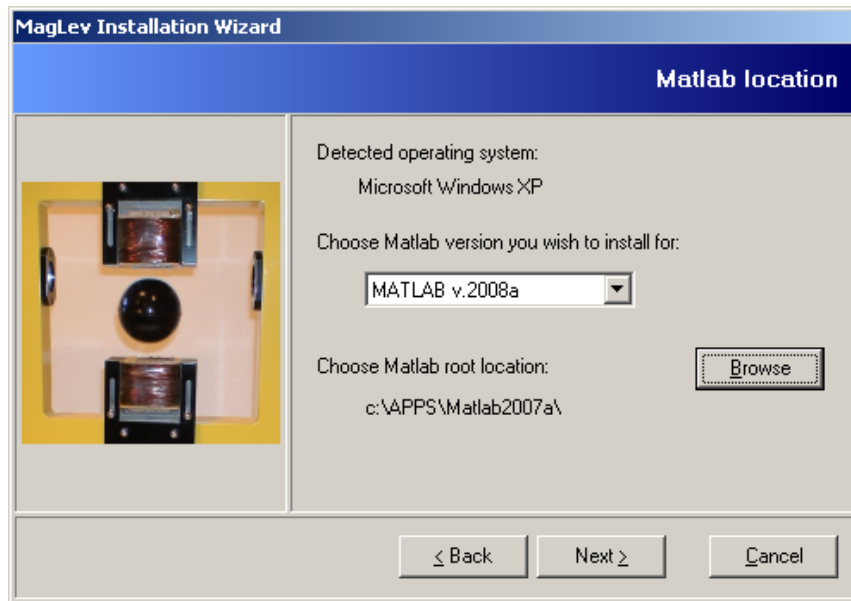 MagLev Installation Wizard
Matlab location
Detected operating system:
Microsoft Windows XP
Choose Matlab version you wish to install for:
MATLAB v.2008a
Choose Matlab root location:
Browse
c:\APPS\Matlab2007a\
< Back
Next >
Cancel